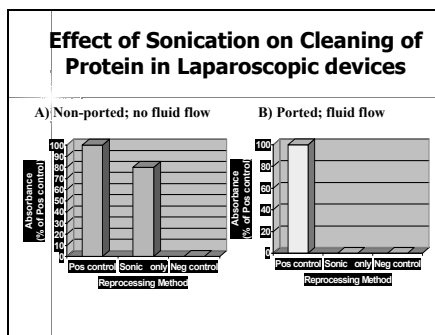 Effect of Sonication on Cleaning of
Protein in Laparoscopic devices
A) Non-ported; no fluid flow
Absorbance
(% of Pos control)
100
90
80
70
60
50
40
30
20
10
0
Pos control Sonic only Neg control
Reprocessing Method
B) Ported; fluid flow
Absorbance
(% of Pos control)
100
80
60
40
20
0
Pos control Sonic only Neg control
Reprocessing Method